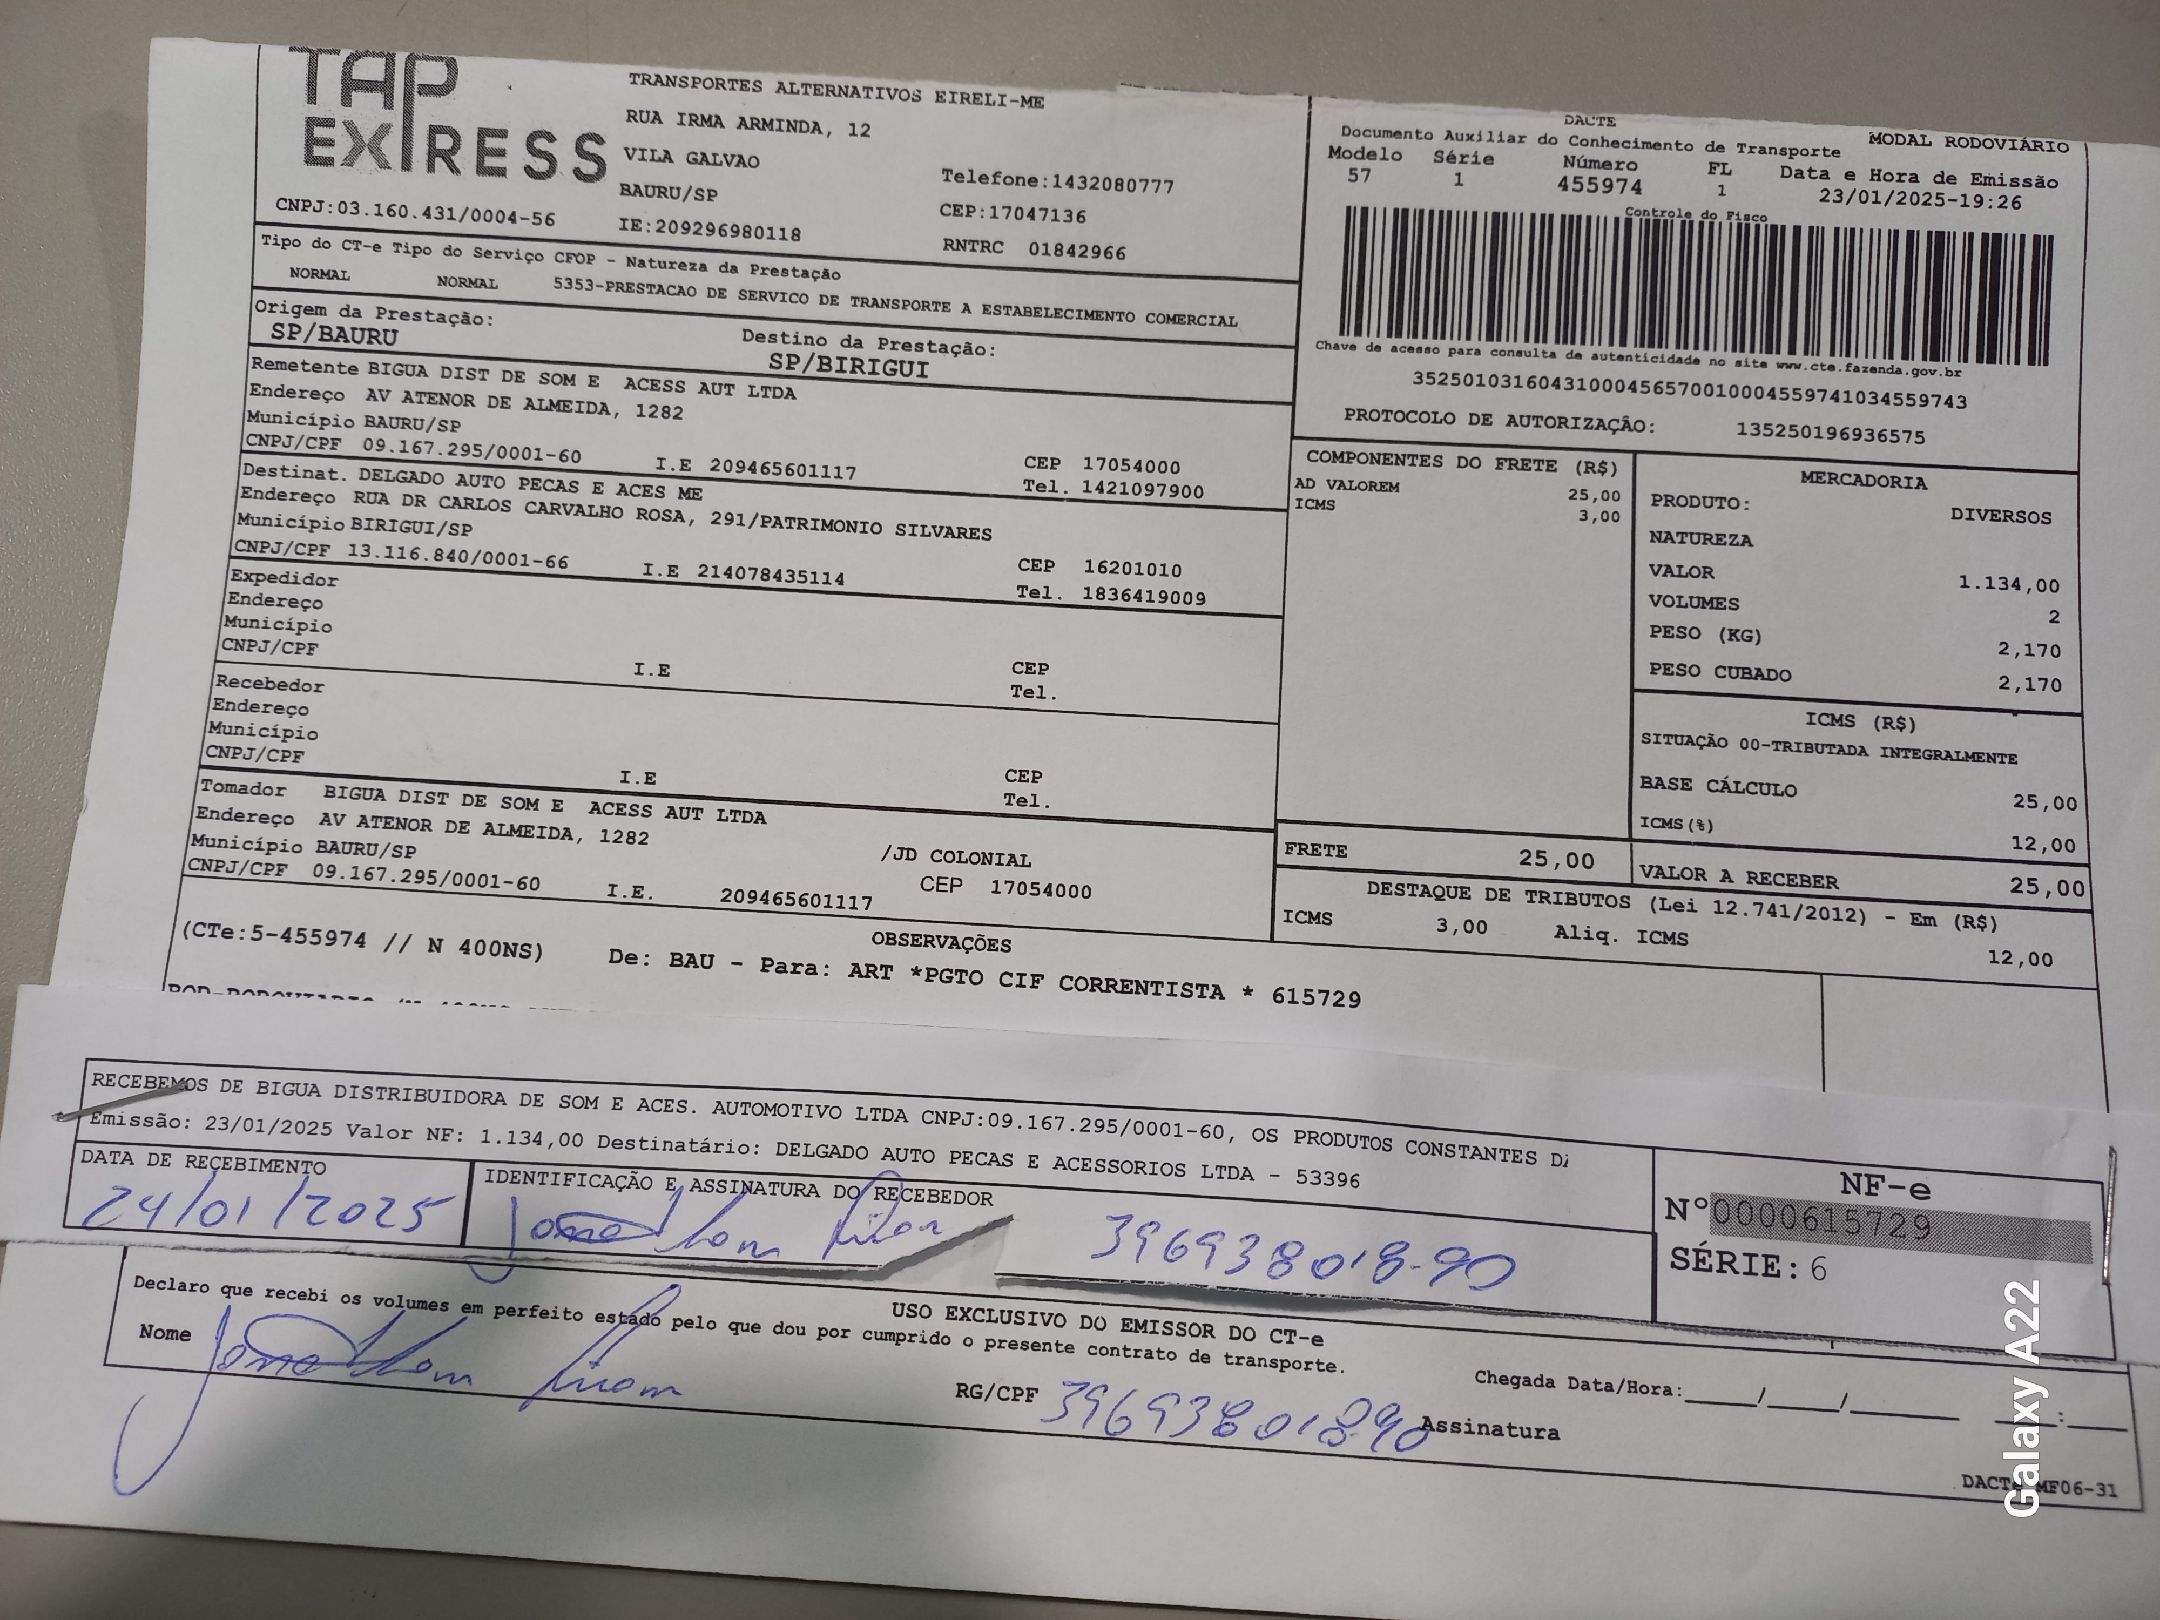 TAP EXPRESS
TRANSPORTES ALTERNATIVOS EIRELI-ME
RUA IRMA ARMINDA, 12
VILA GALVAO
Telefone:1432080777
BAURU/SP
CEP:17047136
CNPJ:03.160.431/0004-56
IE:209296980118
RNTRC 01842966
DACTE
Documento Auxiliar do Conhecimento de Transporte
MODAL RODOVIÁRIO
Modelo Série Número FL Data e Hora de Emissão
57 1 455974 1 23/01/2025-19:26
Controle do Fisco
Chave de acesso para consulta de autenticidade no site www.cte.fazenda.gov.br
35250103160431000456570010004559741034559743
PROTOCOLO DE AUTORIZAÇÃO: 135250196936575
Tipo do CT-e Tipo do Serviço CFOP - Natureza da Prestação
NORMAL NORMAL 5353-PRESTACAO DE SERVICO DE TRANSPORTE A ESTABELECIMENTO COMERCIAL
Origem da Prestação: Destino da Prestação:
SP/BAURU SP/BIRIGUI
Remetente BIGUA DIST DE SOM E ACESS AUT LTDA
Endereço AV ATENOR DE ALMEIDA, 1282
Município BAURU/SP CEP 17054000
CNPJ/CPF 09.167.295/0001-60 I.E 209465601117 Tel. 1421097900
Destinat. DELGADO AUTO PECAS E ACES ME
Endereço RUA DR CARLOS CARVALHO ROSA, 291/PATRIMONIO SILVARES
Município BIRIGUI/SP CEP 16201010
CNPJ/CPF 13.116.840/0001-66 I.E 214078435114 Tel. 1836419009
Expedidor
Endereço
Município CEP
CNPJ/CPF I.E Tel.
Recebedor
Endereço
Município CEP
CNPJ/CPF I.E Tel.
Tomador BIGUA DIST DE SOM E ACESS AUT LTDA
Endereço AV ATENOR DE ALMEIDA, 1282 /JD COLONIAL
Município BAURU/SP CEP 17054000
CNPJ/CPF 09.167.295/0001-60 I.E. 209465601117
COMPONENTES DO FRETE (R$)
AD VALOREM 25,00
ICMS 3,00
MERCADORIA
PRODUTO: DIVERSOS
NATUREZA
VALOR 1.134,00
VOLUMES 2
PESO (KG) 2,170
PESO CUBADO 2,170
ICMS (R$)
SITUAÇÃO 00-TRIBUTADA INTEGRALMENTE
BASE CÁLCULO 25,00
ICMS(%) 12,00
FRETE 25,00 VALOR A RECEBER 25,00
DESTAQUE DE TRIBUTOS (Lei 12.741/2012) - Em (R$)
ICMS 3,00 Aliq. ICMS 12,00
OBSERVAÇÕES
(CTe:5-455974 // N 400NS) De: BAU - Para: ART *PGTO CIF CORRENTISTA * 615729
RECEBEMOS DE BIGUA DISTRIBUIDORA DE SOM E ACES. AUTOMOTIVO LTDA CNPJ:09.167.295/0001-60, OS PRODUTOS CONSTANTES
Emissão: 23/01/2025 Valor NF: 1.134,00 Destinatário: DELGADO AUTO PECAS E ACESSORIOS LTDA - 53396
DATA DE RECEBIMENTO IDENTIFICAÇÃO E ASSINATURA DO RECEBEDOR
24/01/2025 396938018-90
NF-e
N°0000615729
SÉRIE:6
USO EXCLUSIVO DO EMISSOR DO CT-e
Declaro que recebi os volumes em perfeito estado pelo que dou por cumprido o presente contrato de transporte.
Nome RG/CPF 39693801890 Assinatura
Chegada Data/Hora:____/____/______ ___:____
DACTE MF06-31
Galaxy A22